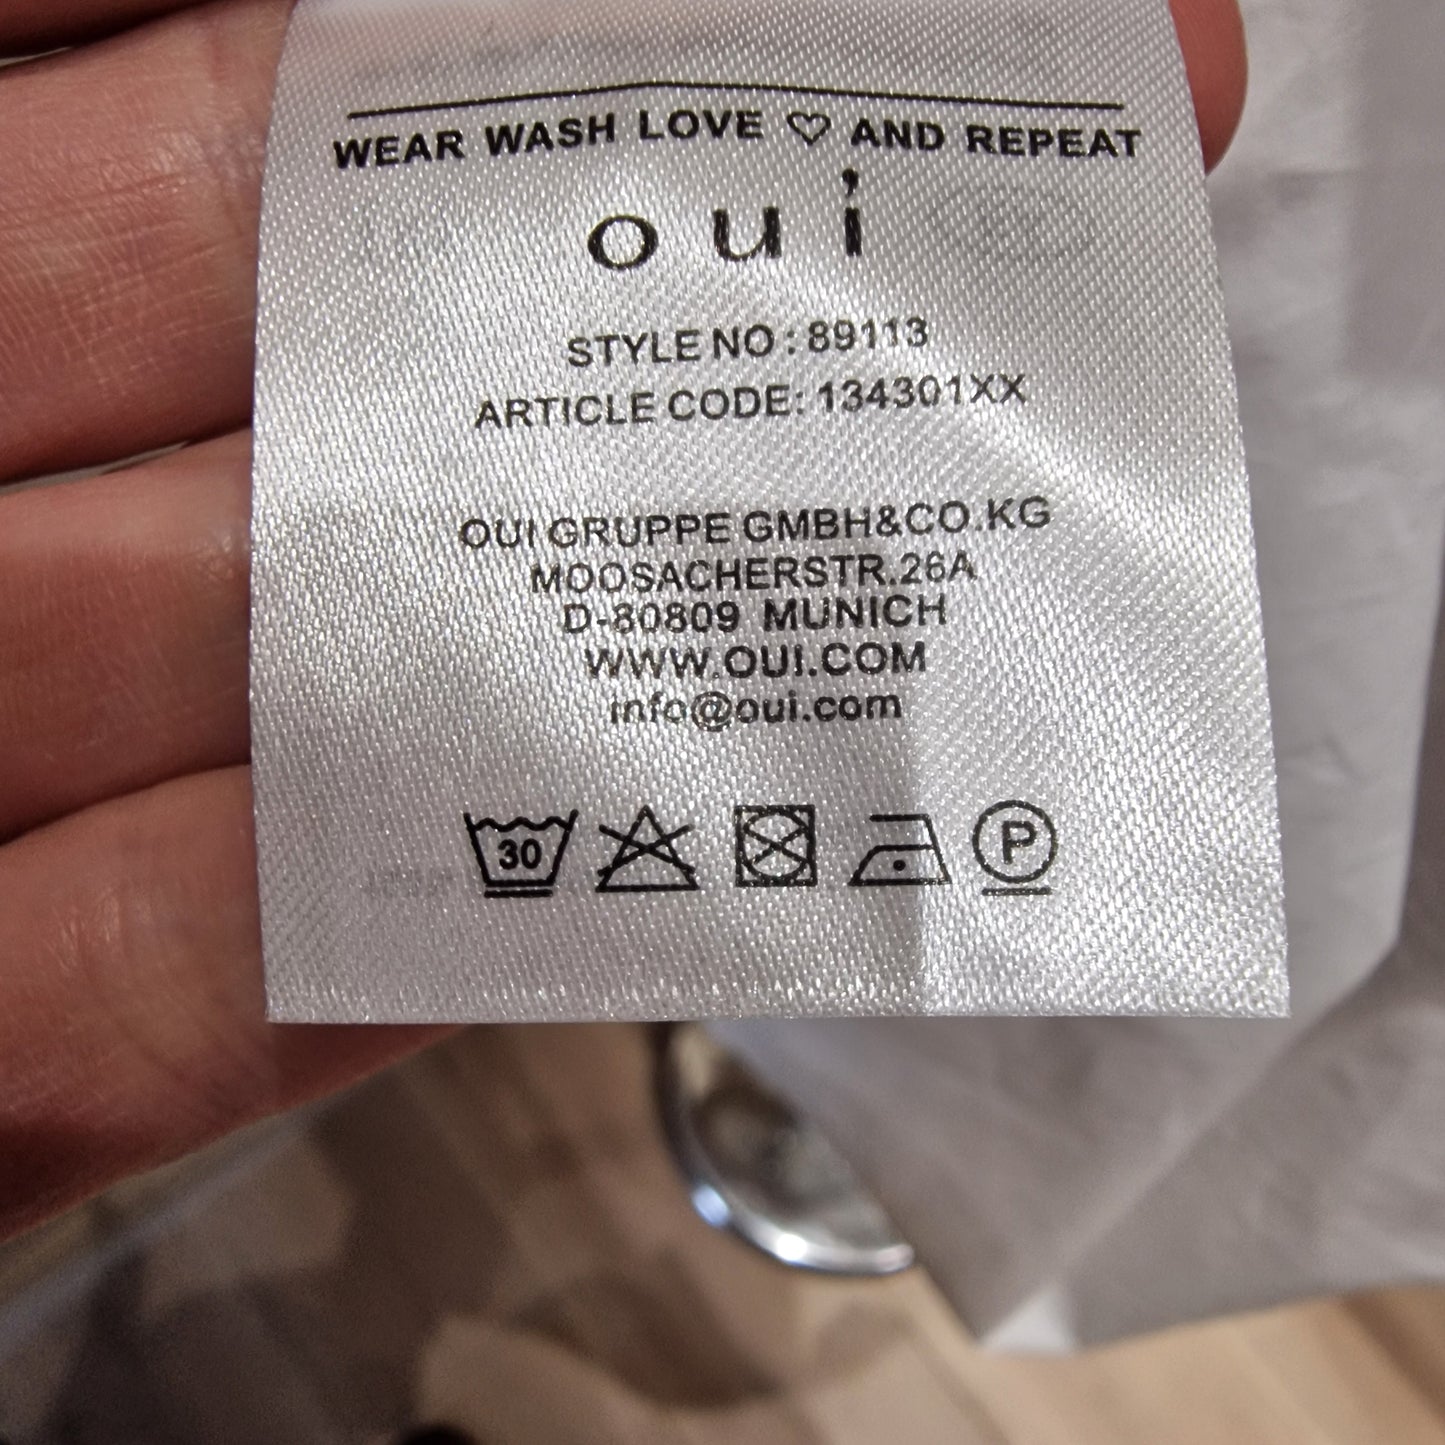 WEAR WASH LOVE ♡ AND REPEAT
oui
STYLE NO : 89113
ARTICLE CODE: 134301XX
OUI GRUPPE GMBH&CO.KG
MOOSACHERSTR.26A
D-80809 MUNICH
WWW.OUI.COM
info@oui.com
30 P